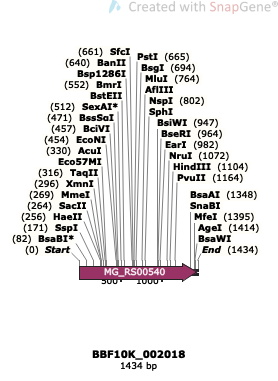 Created with SnapGene®
(661) SfcI
PstI (665)
(640) BanII
BsgI (694)
Bsp1286I
MluI (764)
(552) BmrI
AflIII
BstEII
NspI (802)
(512) SexAI*
SphI
(471) BssSαI
BsiWI (947)
(457) BciVI
BseRI (964)
(454) EcoNI
EarI (982)
(330) AcuI
NruI (1072)
Eco57MI
HindIII (1104)
(316) TaqII
PvuII (1164)
(296) XmnI
(269) MmeI
BsaAI (1348)
(264) SacII
SnaBI
(256) HaeII
MfeI (1395)
(171) SspI
AgeI (1414)
(82) BsaBI*
BsaWI
(0) Start
End (1434)
MG_RS00540
500
1000
BBF10K_002018
1434 bp